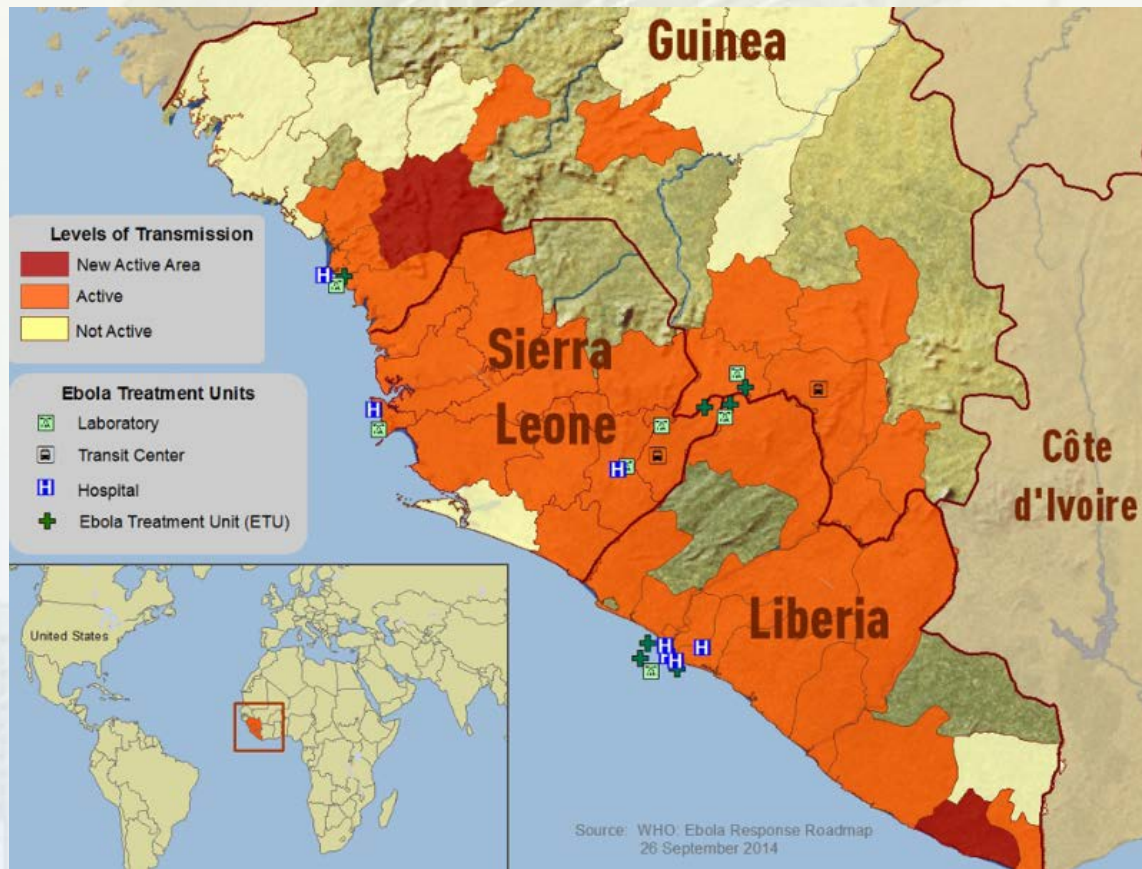 Guinea
Levels of Transmission
New Active Area
Active
Not Active
Sierra
Leone
Ebola Treatment Units
Laboratory
Transit Center
Hospital
Ebola Treatment Unit (ETU)
Côte
d'Ivoire
Liberia
United States
Source: WHO: Ebola Response Roadmap
26 September 2014